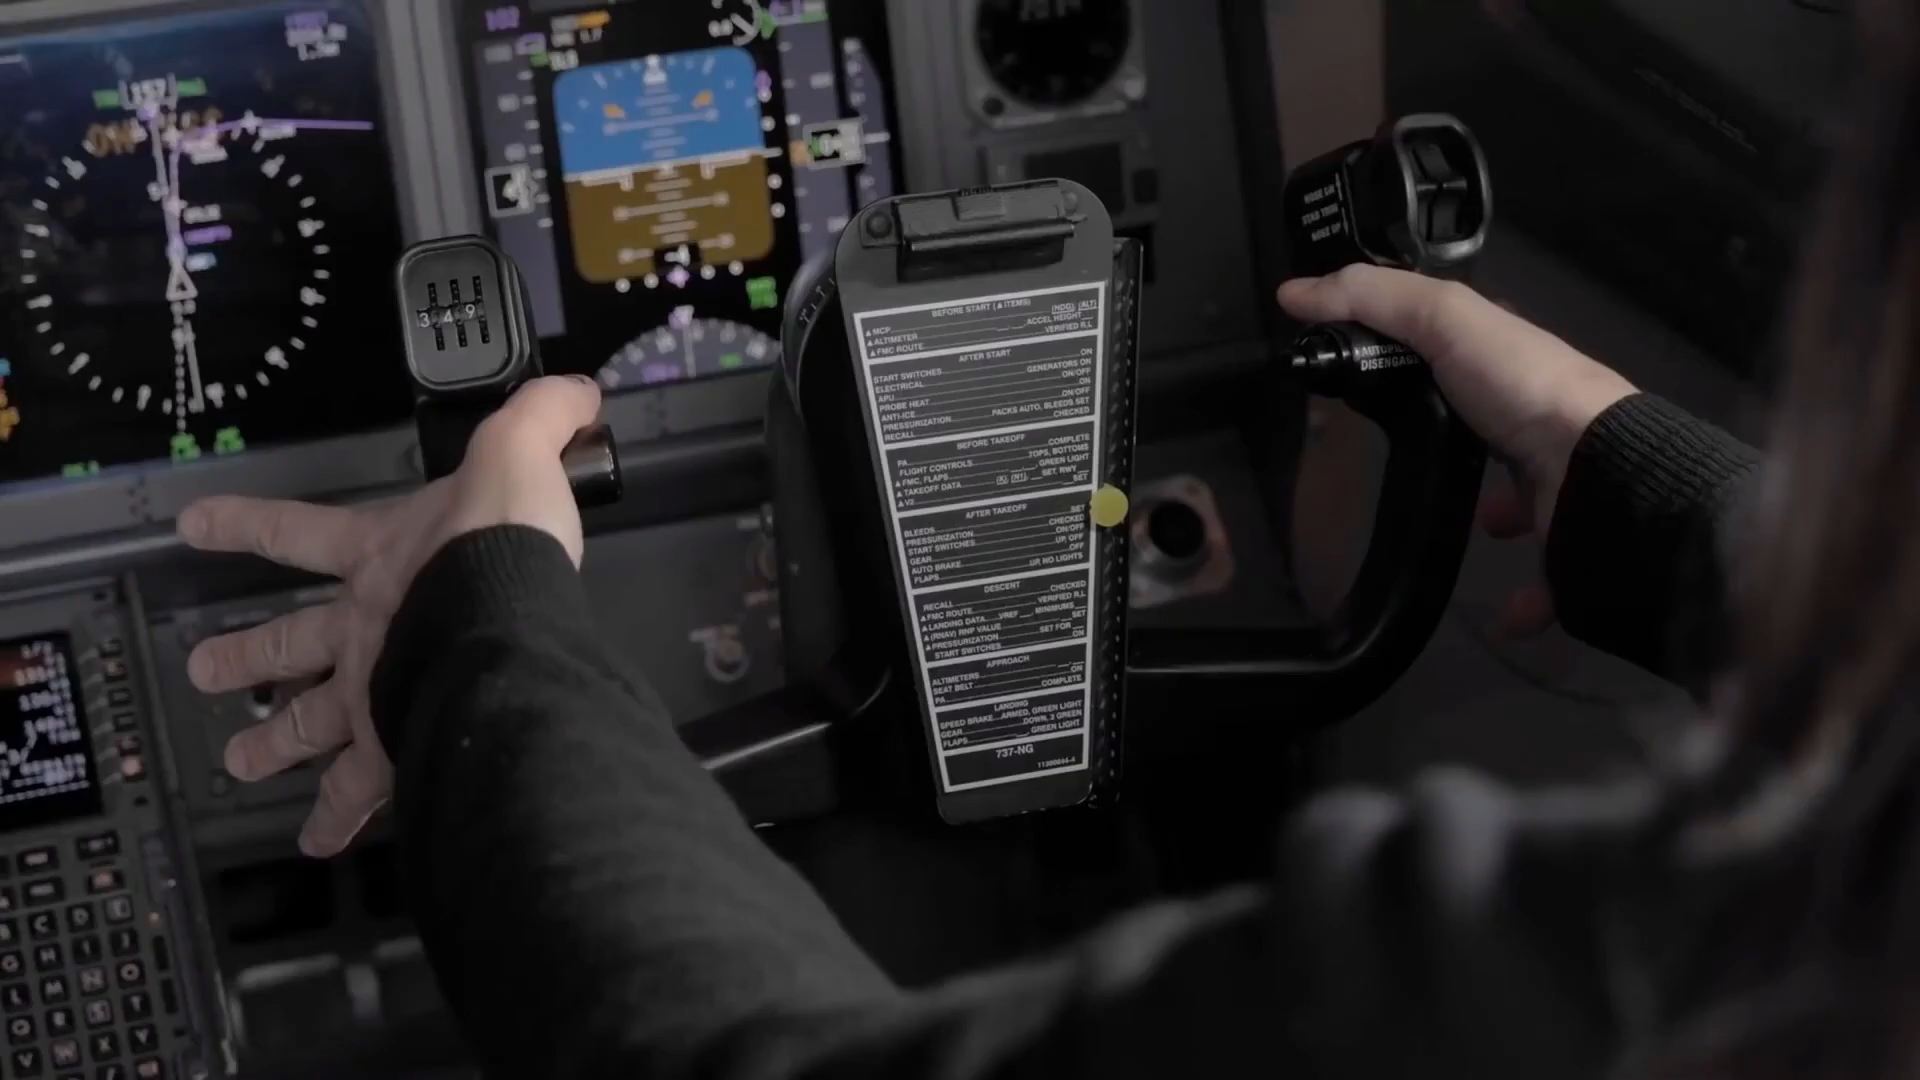 102
157
3 4 9
NOSE DN
STAB TRIM
NOSE UP
DISENGAGE
BEFORE START (▲ ITEMS)
▲ MCP (HDG), (ALT)
▲ ALTIMETER ACCEL HEIGHT
▲ FMC ROUTE VERIFIED R,L
AFTER START
START SWITCHES ON
ELECTRICAL GENERATORS ON
APU ON/OFF
PROBE HEAT ON
ANTI-ICE ON/OFF
PRESSURIZATION PACKS AUTO, BLEEDS SET
RECALL CHECKED
BEFORE TAKEOFF
PA COMPLETE
FLIGHT CONTROLS TOPS, BOTTOMS
▲ FMC, FLAPS GREEN LIGHT
▲ TAKEOFF DATA (N1), SET, RWY
▲ V2 SET
AFTER TAKEOFF
BLEEDS SET
PRESSURIZATION CHECKED
START SWITCHES ON/OFF
GEAR UP, OFF
AUTO BRAKE OFF
FLAPS UP, NO LIGHTS
DESCENT
RECALL CHECKED
▲ FMC ROUTE VERIFIED R,L
▲ LANDING DATA VREF, MINIMUMS
▲ (RNAV) RNP VALUE SET
▲ PRESSURIZATION SET FOR
START SWITCHES ON
APPROACH
ALTIMETERS
SEAT BELT ON
PA COMPLETE
LANDING
SPEED BRAKE ARMED, GREEN LIGHT
GEAR DOWN, 3 GREEN
FLAPS GREEN LIGHT
737-NG
C D E
G H I J
L M N O
Q R S T
V W X Y